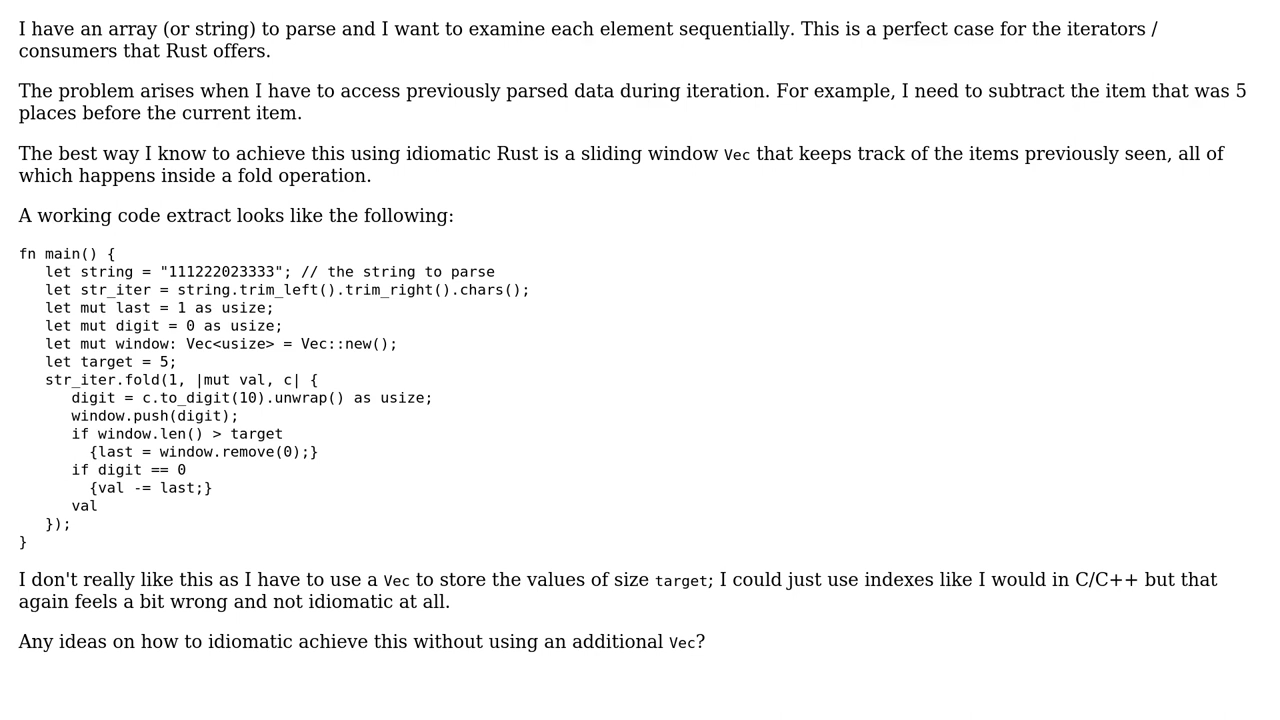 I have an array (or string) to parse and I want to examine each element sequentially. This is a perfect case for the iterators /
consumers that Rust offers.
The problem arises when I have to access previously parsed data during iteration. For example, I need to subtract the item that was 5
places before the current item.
The best way I know to achieve this using idiomatic Rust is a sliding window Vec that keeps track of the items previously seen, all of
which happens inside a fold operation.
A working code extract looks like the following:
fn main() {
   let string = "111222023333"; // the string to parse
   let str_iter = string.trim_left().trim_right().chars();
   let mut last = 1 as usize;
   let mut digit = 0 as usize;
   let mut window: Vec<usize> = Vec::new();
   let target = 5;
   str_iter.fold(1, |mut val, c| {
      digit = c.to_digit(10).unwrap() as usize;
      window.push(digit);
      if window.len() > target
        {last = window.remove(0);}
      if digit == 0
        {val -= last;}
      val
   });
}
I don't really like this as I have to use a Vec to store the values of size target; I could just use indexes like I would in C/C++ but that
again feels a bit wrong and not idiomatic at all.
Any ideas on how to idiomatic achieve this without using an additional Vec?